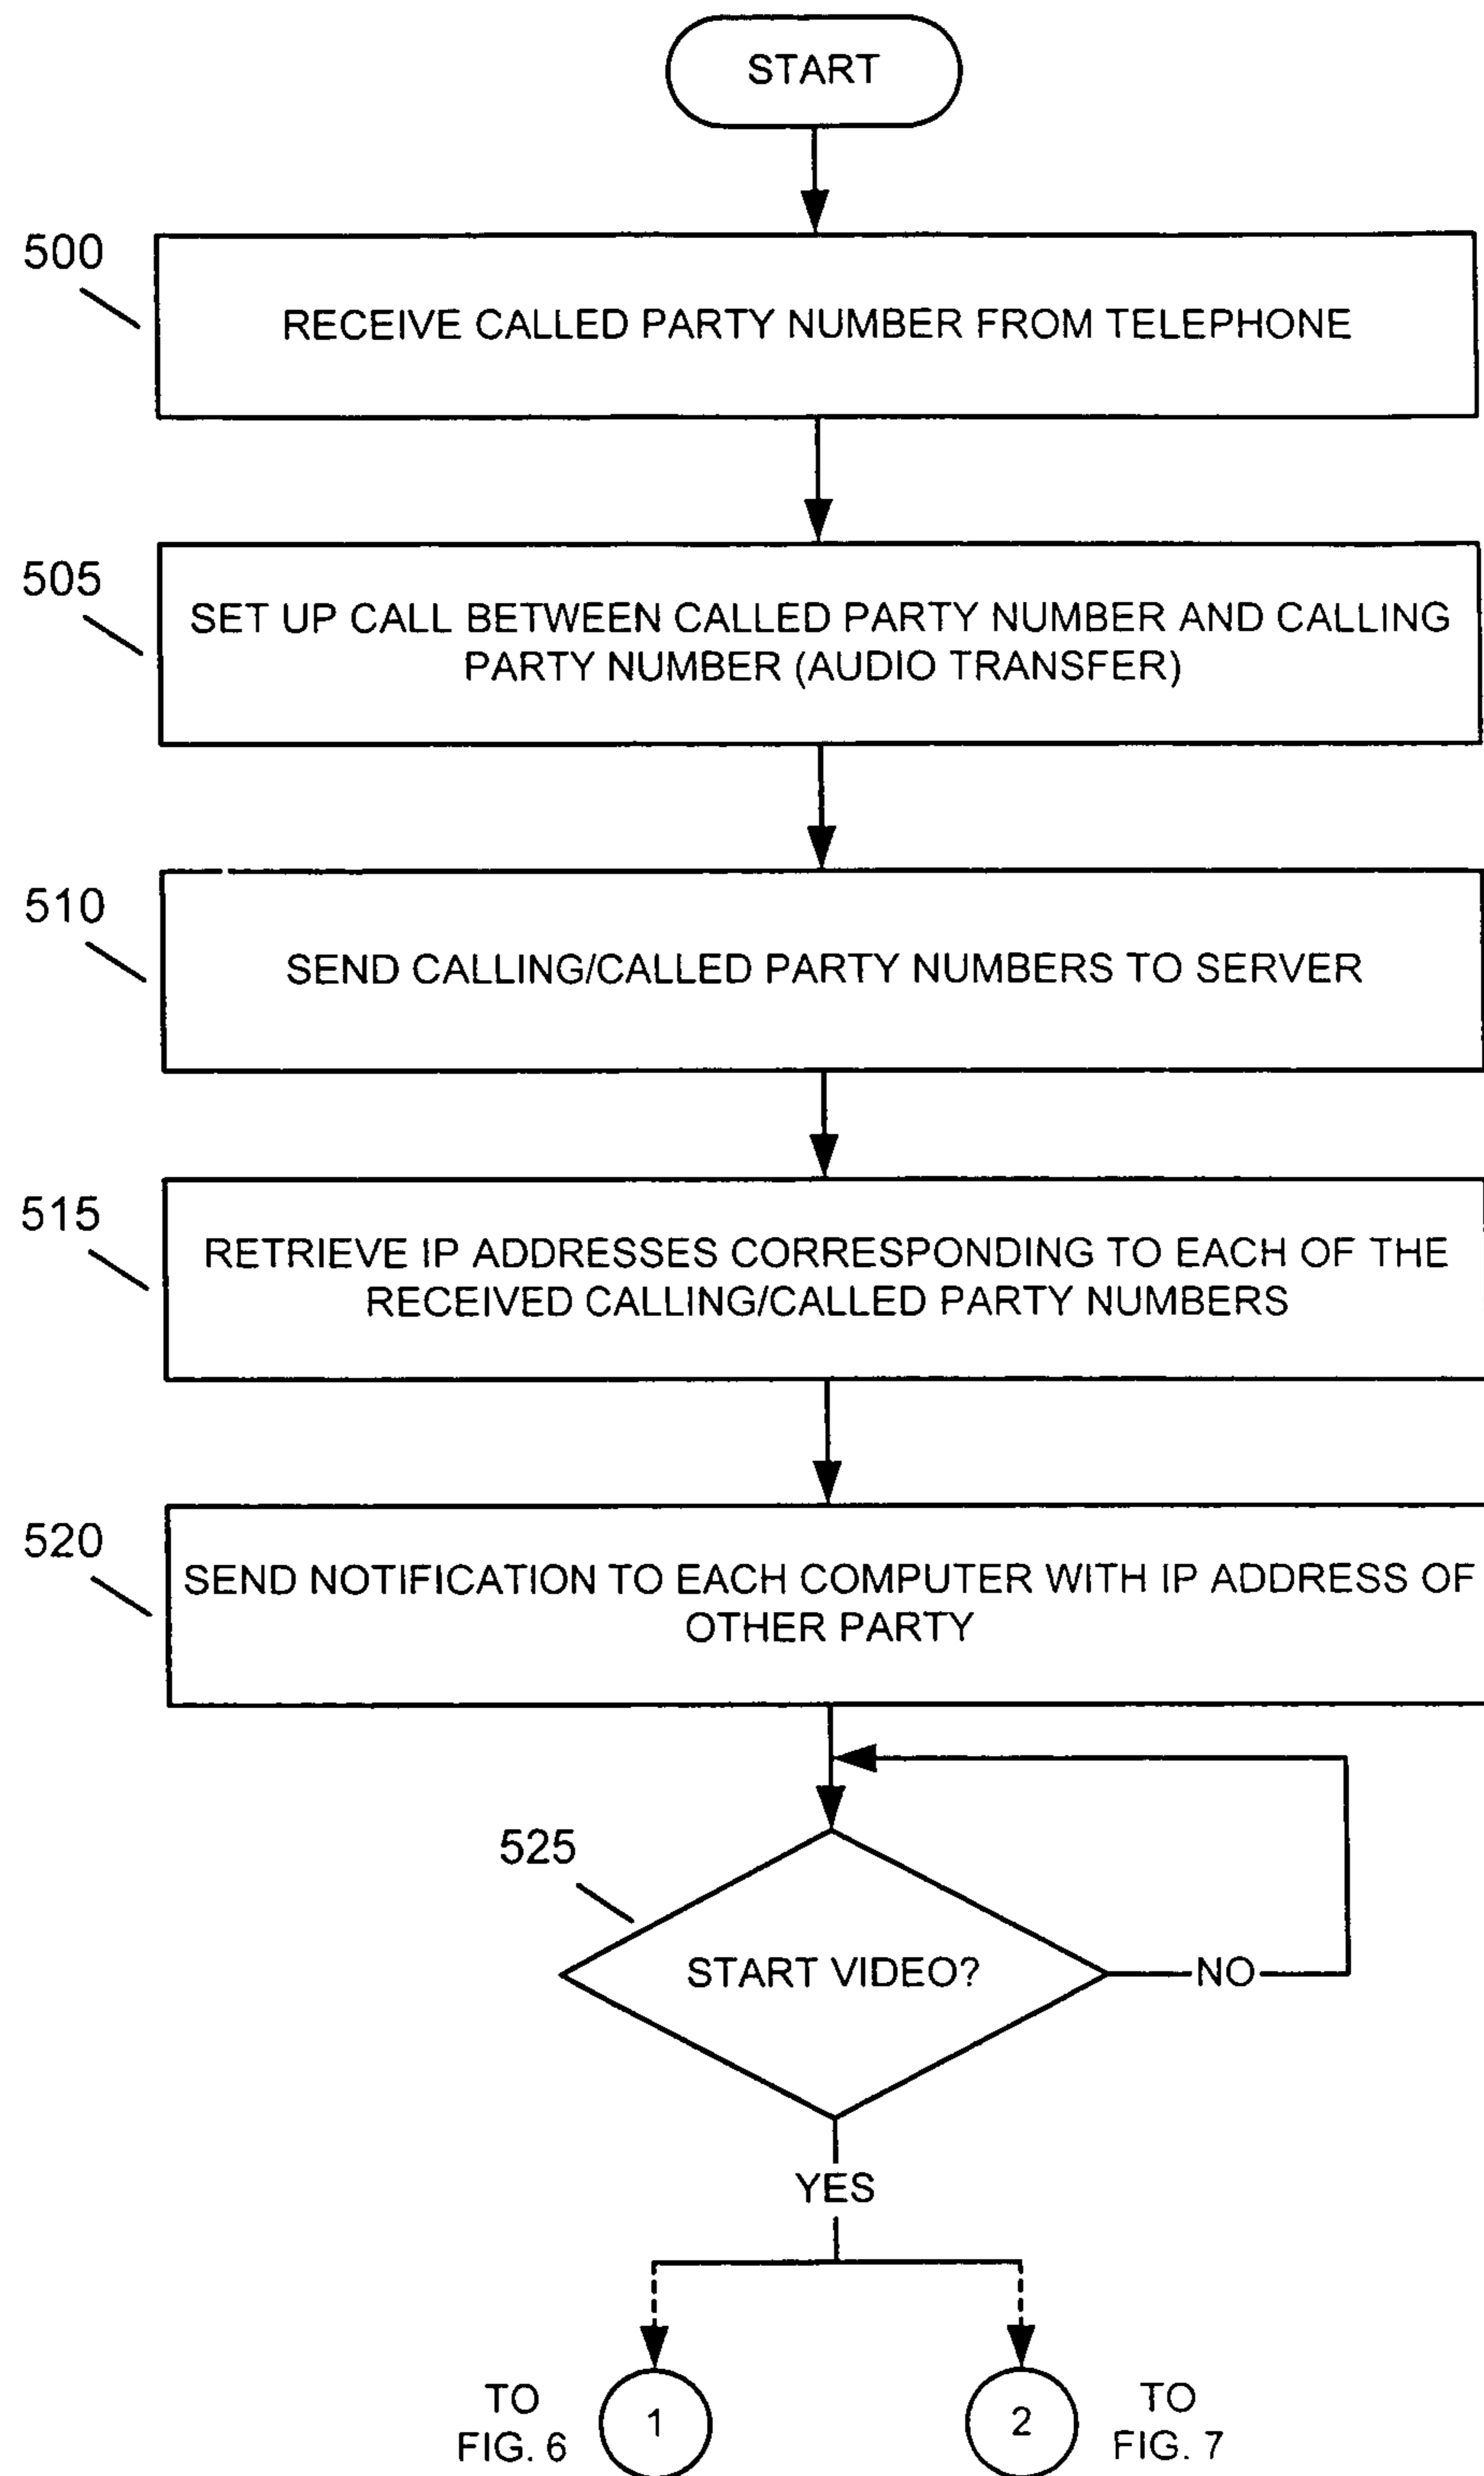 START
500
RECEIVE CALLED PARTY NUMBER FROM TELEPHONE
505
SET UP CALL BETWEEN CALLED PARTY NUMBER AND CALLING
PARTY NUMBER (AUDIO TRANSFER)
510
SEND CALLING/CALLED PARTY NUMBERS TO SERVER
515
RETRIEVE IP ADDRESSES CORRESPONDING TO EACH OF THE
RECEIVED CALLING/CALLED PARTY NUMBERS
520
SEND NOTIFICATION TO EACH COMPUTER WITH IP ADDRESS OF
OTHER PARTY
525
START VIDEO?
NO
YES
TO
FIG. 6
1
2
TO
FIG. 7